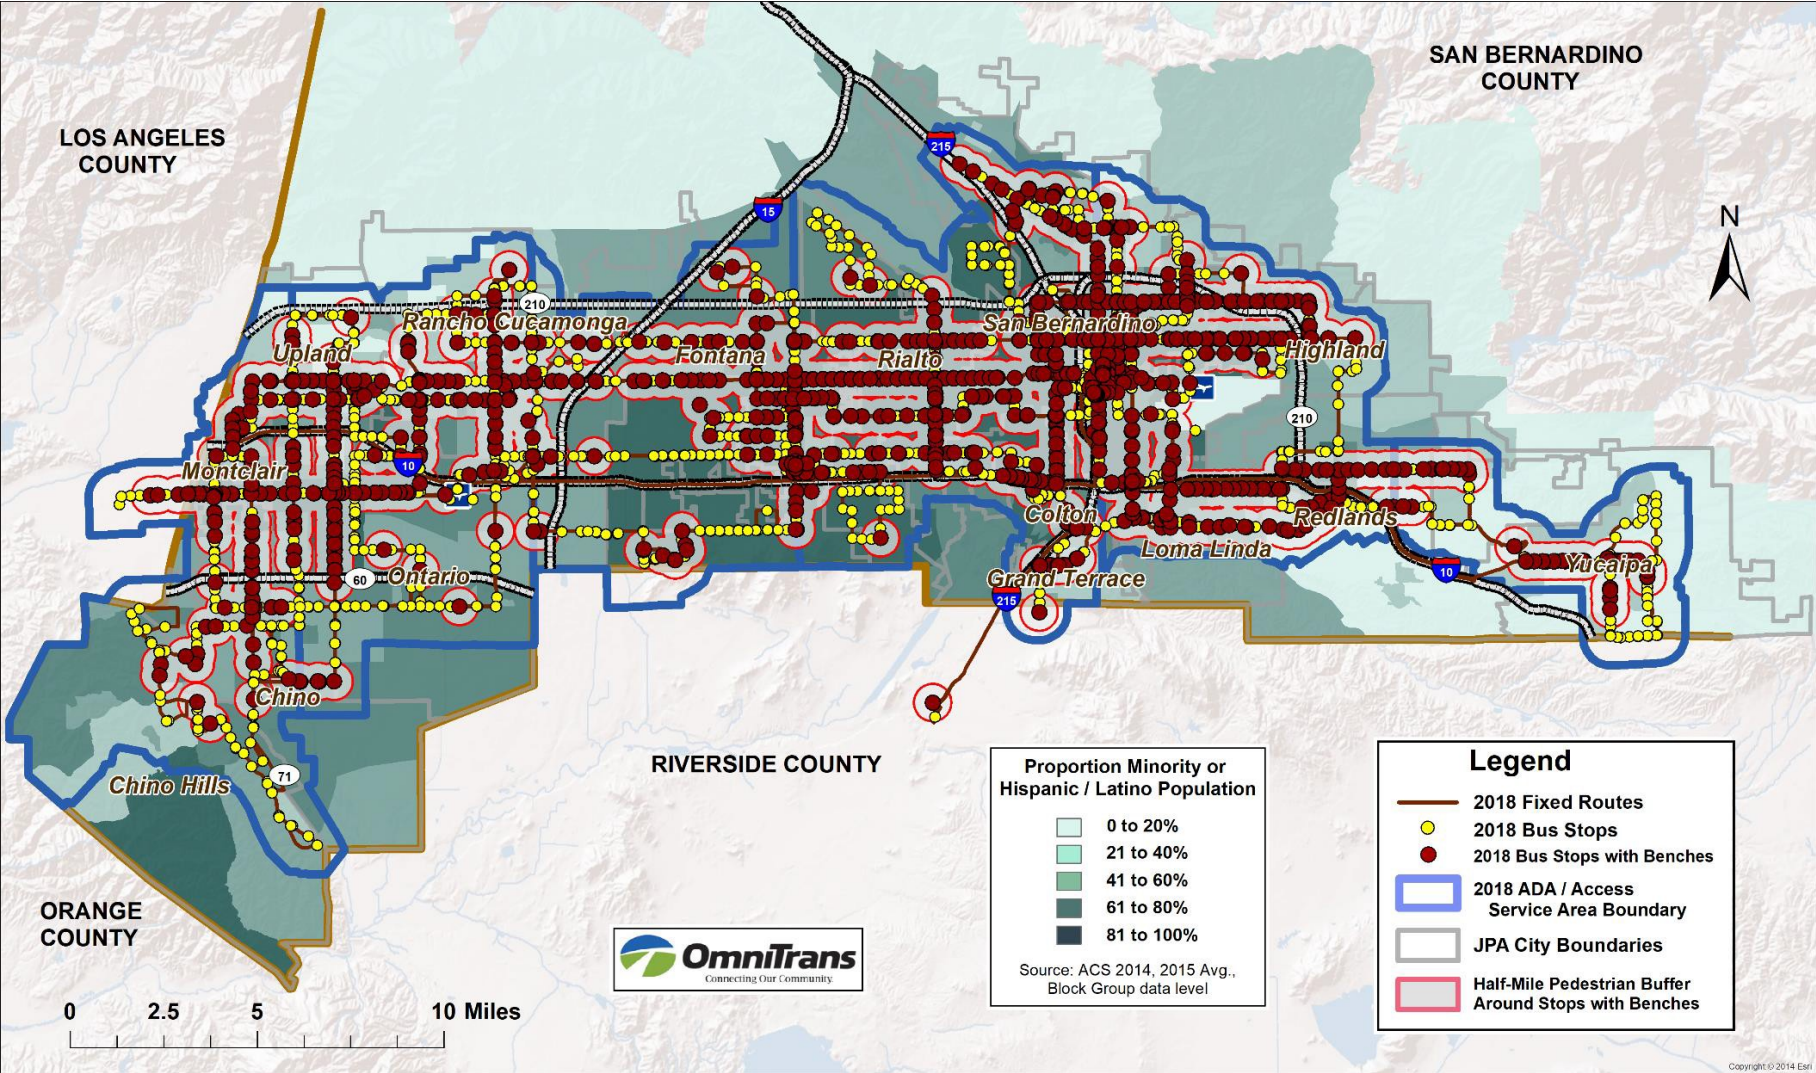 SAN BERNARDINO
COUNTY
LOS ANGELES
COUNTY
N
215
15
210
Rancho Cucamonga
San Bernardino
Upland
Fontana
Rialto
Highland
210
Montclair
10
Colton
Redlands
Loma Linda
60
Ontario
Grand Terrace
215
10
Yucaipa
Chino
71
Chino Hills
RIVERSIDE COUNTY
ORANGE
COUNTY
OmniTrans
Connecting Our Community.
0 2.5 5 10 Miles
Proportion Minority or
Hispanic / Latino Population
0 to 20%
21 to 40%
41 to 60%
61 to 80%
81 to 100%
Source: ACS 2014, 2015 Avg.,
Block Group data level
Legend
2018 Fixed Routes
2018 Bus Stops
2018 Bus Stops with Benches
2018 ADA / Access
Service Area Boundary
JPA City Boundaries
Half-Mile Pedestrian Buffer
Around Stops with Benches
Copyright:© 2014 Esri